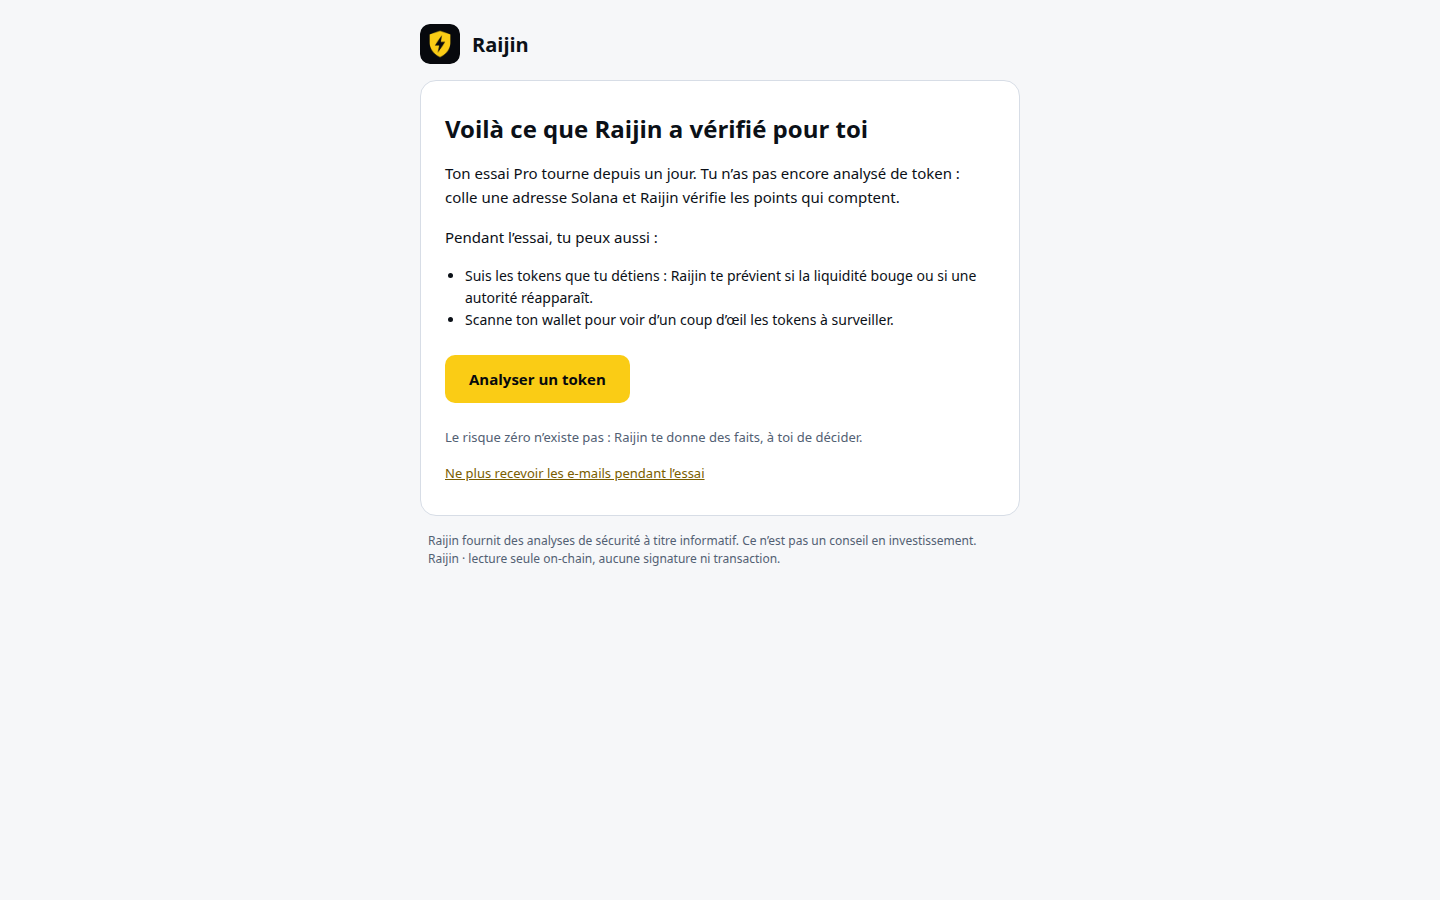 Raijin
Voilà ce que Raijin a vérifié pour toi
Ton essai Pro tourne depuis un jour. Tu n’as pas encore analysé de token :
colle une adresse Solana et Raijin vérifie les points qui comptent.
Pendant l’essai, tu peux aussi :
• Suis les tokens que tu détiens : Raijin te prévient si la liquidité bouge ou si une
autorité réapparaît.
• Scanne ton wallet pour voir d’un coup d’œil les tokens à surveiller.
Analyser un token
Le risque zéro n’existe pas : Raijin te donne des faits, à toi de décider.
Ne plus recevoir les e-mails pendant l’essai
Raijin fournit des analyses de sécurité à titre informatif. Ce n’est pas un conseil en investissement.
Raijin · lecture seule on-chain, aucune signature ni transaction.